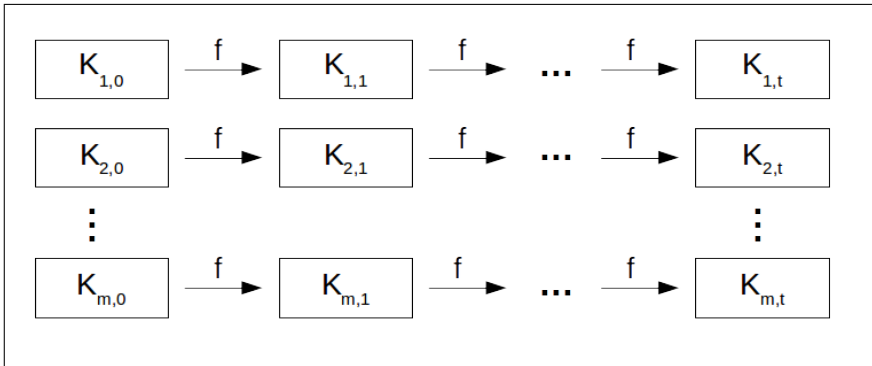 f f f
K1,0 K1,1 ... K1,t
f f f
K2,0 K2,1 ... K2,t
⋮ ⋮
f f f
Km,0 Km,1 ... Km,t